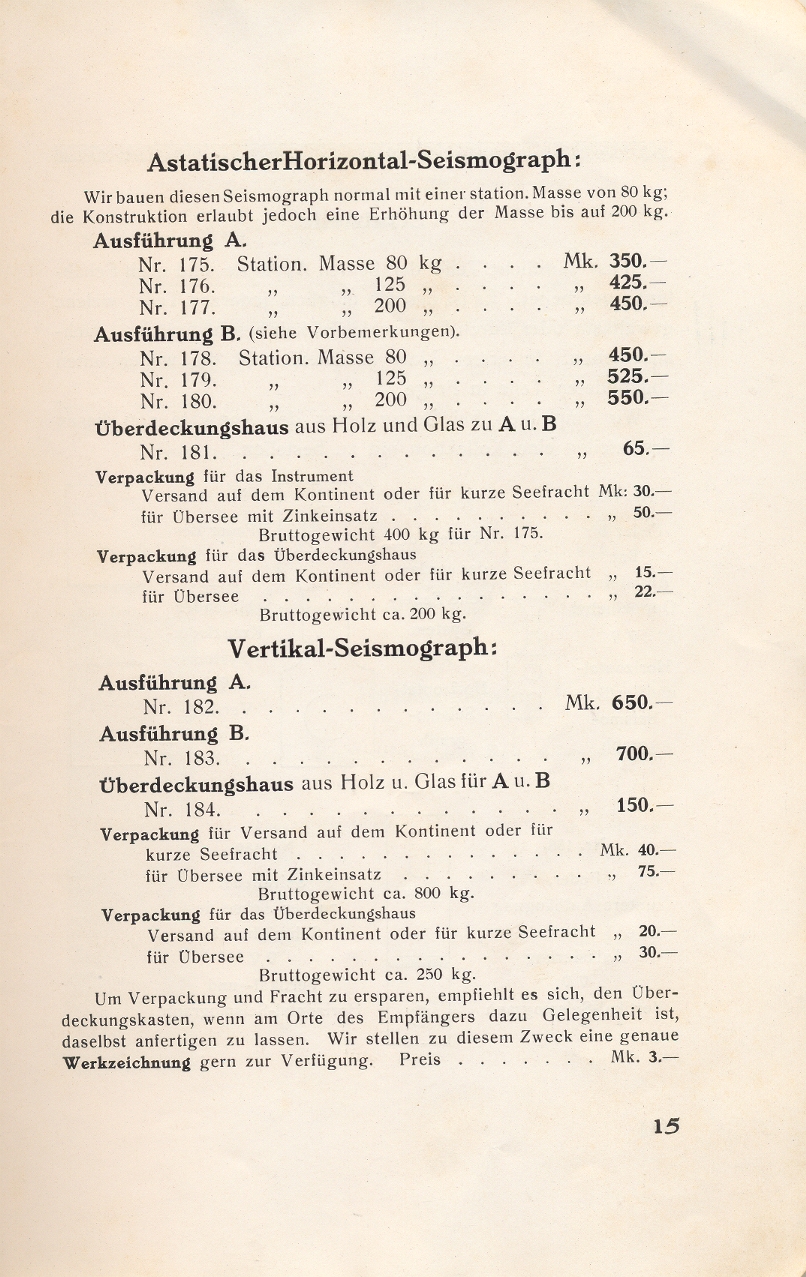 AstatischerHorizontal-Seismograph:
Wir bauen diesen Seismograph normal mit einer station. Masse von 80 kg;
die Konstruktion erlaubt jedoch eine Erhöhung der Masse bis auf 200 kg.
Ausführung A.
Nr. 175. Station. Masse 80 kg . . . . Mk. 350.—
Nr. 176. „ „ 125 „ . . . . „ 425.—
Nr. 177. „ „ 200 „ . . . . „ 450.—
Ausführung B. (siehe Vorbemerkungen).
Nr. 178. Station. Masse 80 „ . . . . „ 450.—
Nr. 179. „ „ 125 „ . . . . „ 525.—
Nr. 180. „ „ 200 „ . . . . „ 550.—
Überdeckungshaus aus Holz und Glas zu A u. B
Nr. 181. . . . . . . . . . . . . . „ 65.—
Verpackung für das Instrument
Versand auf dem Kontinent oder für kurze Seefracht Mk: 30.—
für Übersee mit Zinkeinsatz . . . . . . . . . . „ 50.—
Bruttogewicht 400 kg für Nr. 175.
Verpackung für das Überdeckungshaus
Versand auf dem Kontinent oder für kurze Seefracht „ 15.—
für Übersee . . . . . . . . . . . . . . . . „ 22.—
Bruttogewicht ca. 200 kg.
Vertikal-Seismograph:
Ausführung A.
Nr. 182. . . . . . . . . . . . . Mk. 650.—
Ausführung B.
Nr. 183. . . . . . . . . . . . . „ 700.—
Überdeckungshaus aus Holz u. Glas für A u. B
Nr. 184. . . . . . . . . . . . . „ 150.—
Verpackung für Versand auf dem Kontinent oder für
kurze Seefracht . . . . . . . . . . . . . . Mk. 40.—
für Übersee mit Zinkeinsatz . . . . . . . . . . „ 75.—
Bruttogewicht ca. 800 kg.
Verpackung für das Überdeckungshaus
Versand auf dem Kontinent oder für kurze Seefracht „ 20.—
für Übersee . . . . . . . . . . . . . . . . „ 30.—
Bruttogewicht ca. 250 kg.
Um Verpackung und Fracht zu ersparen, empfiehlt es sich, den Über-
deckungskasten, wenn am Orte des Empfängers dazu Gelegenheit ist,
daselbst anfertigen zu lassen. Wir stellen zu diesem Zweck eine genaue
Werkzeichnung gern zur Verfügung. Preis . . . . . . . Mk. 3.—
15